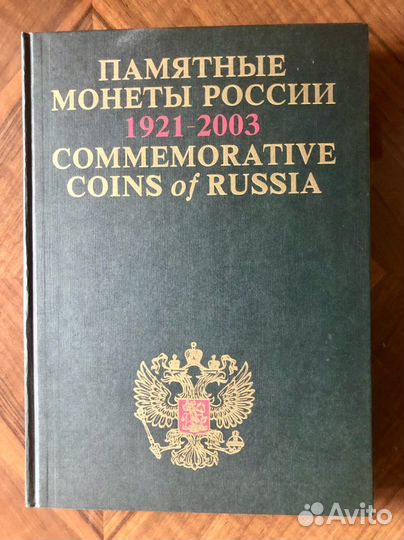 ПАМЯТНЫЕ
МОНЕТЫ РОССИИ
1921-2003
COMMEMORATIVE
COINS of RUSSIA
Avito